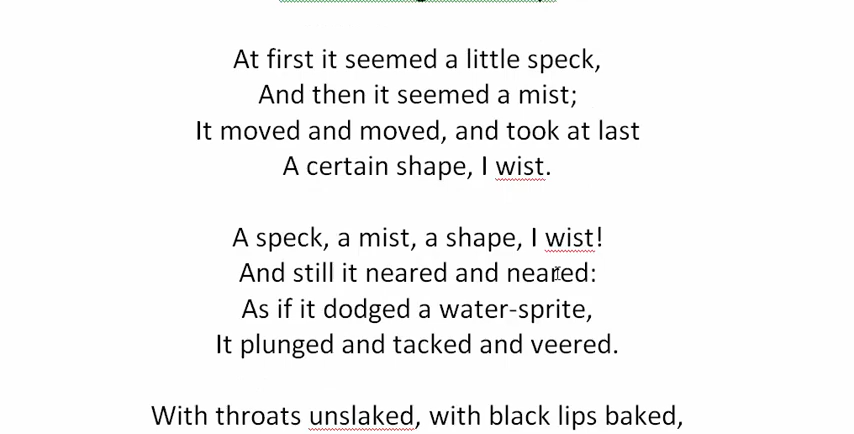 At first it seemed a little speck,
And then it seemed a mist;
It moved and moved, and took at last
A certain shape, I wist.
A speck, a mist, a shape, I wist!
And still it neared and neared:
As if it dodged a water-sprite,
It plunged and tacked and veered.
With throats unslaked, with black lips baked,